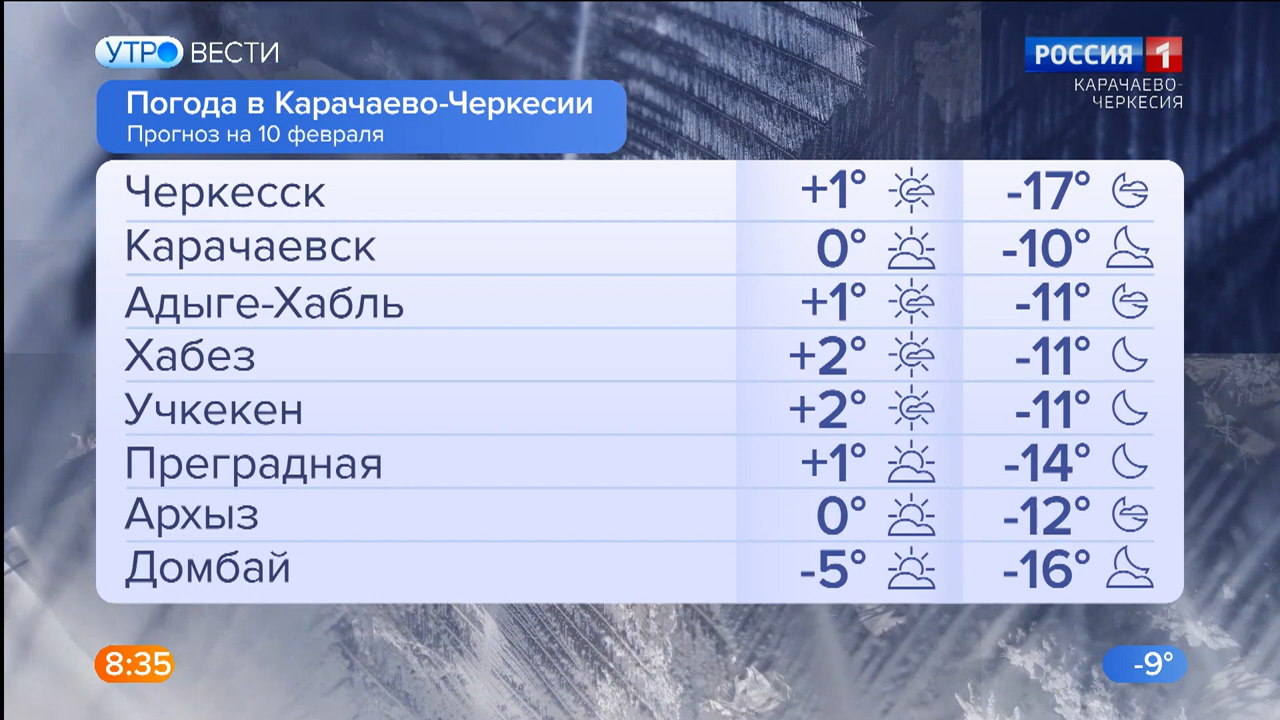 УТРО ВЕСТИ
РОССИЯ 1
КАРАЧАЕВО-
ЧЕРКЕСИЯ
Погода в Карачаево-Черкесии
Прогноз на 10 февраля
Черкесск +1° -17°
Карачаевск 0° -10°
Адыге-Хабль +1° -11°
Хабез +2° -11°
Учкекен +2° -11°
Преградная +1° -14°
Архыз 0° -12°
Домбай -5° -16°
8:35 -9°